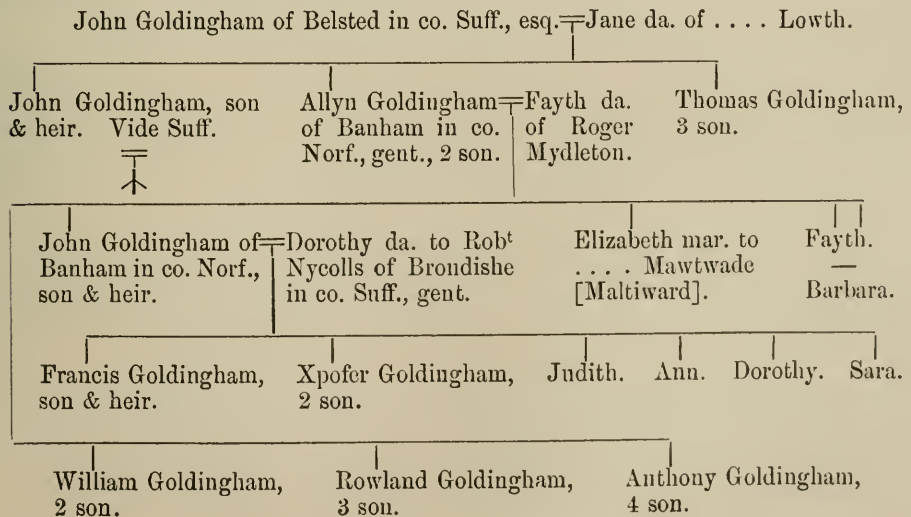 John Goldingham of Belsted in co. Suff., esq.=Jane da. of . . . . Lowth.
John Goldingham, son
& heir. Vide Suff.
Allyn Goldingham=Fayth da.
of Banham in co. of Roger
Norf., gent., 2 son. Mydleton.
Thomas Goldingham,
3 son.
John Goldingham of=Dorothy da. to Robᵗ
Banham in co. Norf., Nycolls of Brondishe
son & heir. in co. Suff., gent.
Elizabeth mar. to
. . . . Mawtwade
[Maltiward].
Fayth.
—
Barbara.
Francis Goldingham,
son & heir.
Xpofer Goldingham,
2 son.
Judith. Ann. Dorothy. Sara.
William Goldingham,
2 son.
Rowland Goldingham,
3 son.
Anthony Goldingham,
4 son.